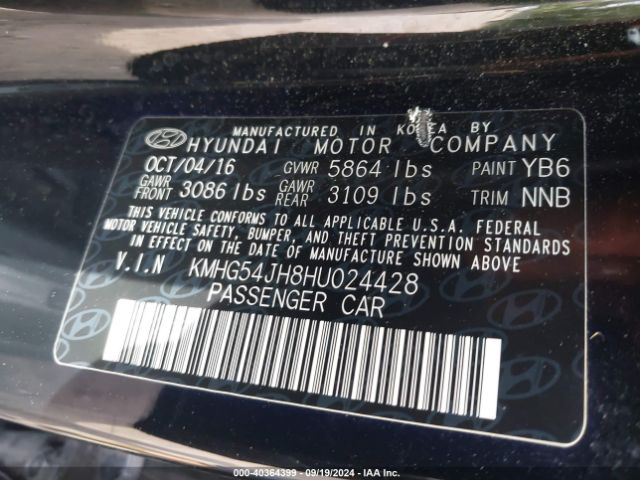 MANUFACTURED IN KOREA BY
HYUNDAI MOTOR COMPANY
OCT/04/16 GVWR 5864 lbs PAINT YB6
GAWR FRONT 3086 lbs GAWR REAR 3109 lbs TRIM NNB
THIS VEHICLE CONFORMS TO ALL APPLICABLE U.S.A. FEDERAL
MOTOR VEHICLE SAFETY, BUMPER, AND THEFT PREVENTION STANDARDS
IN EFFECT ON THE DATE OF MANUFACTURE SHOWN ABOVE.
V.I.N KMHG54JH8HU024428
PASSENGER CAR
000-40364399 - 09/19/2024 - IAA Inc.